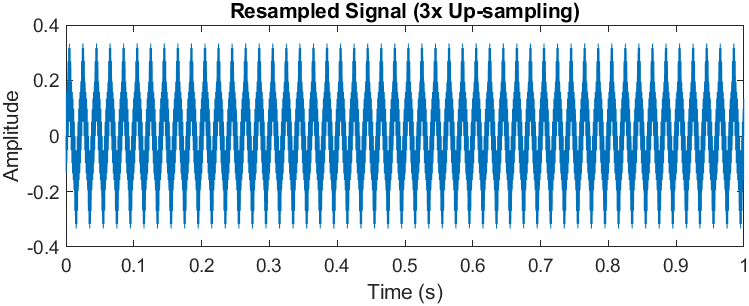 Resampled Signal (3x Up-sampling)
0.4
0.2
0
-0.2
-0.4
Amplitude
0 0.1 0.2 0.3 0.4 0.5 0.6 0.7 0.8 0.9 1
Time (s)